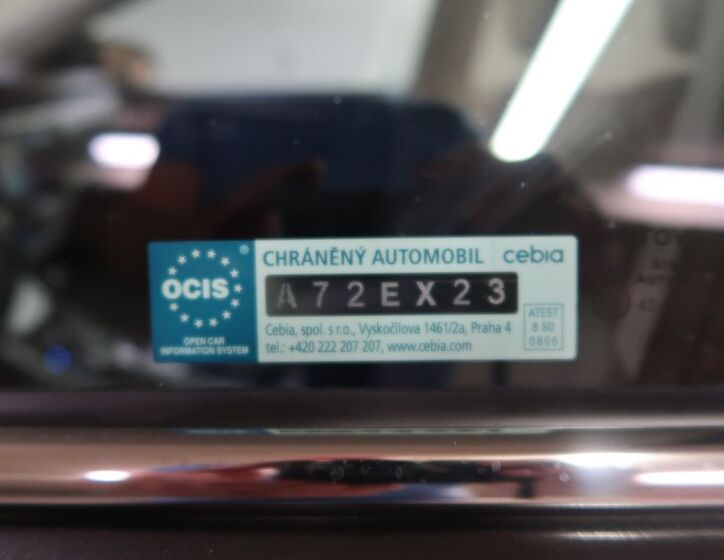 OCIS ®
OPEN CAR
INFORMATION SYSTEM
CHRÁNĚNÝ AUTOMOBIL
cebia
A72EX23
Cebia, spol. s r.o., Vyskočilova 1461/2a, Praha 4
tel.: +420 222 207 207, www.cebia.com
ATEST
8 SD
0805